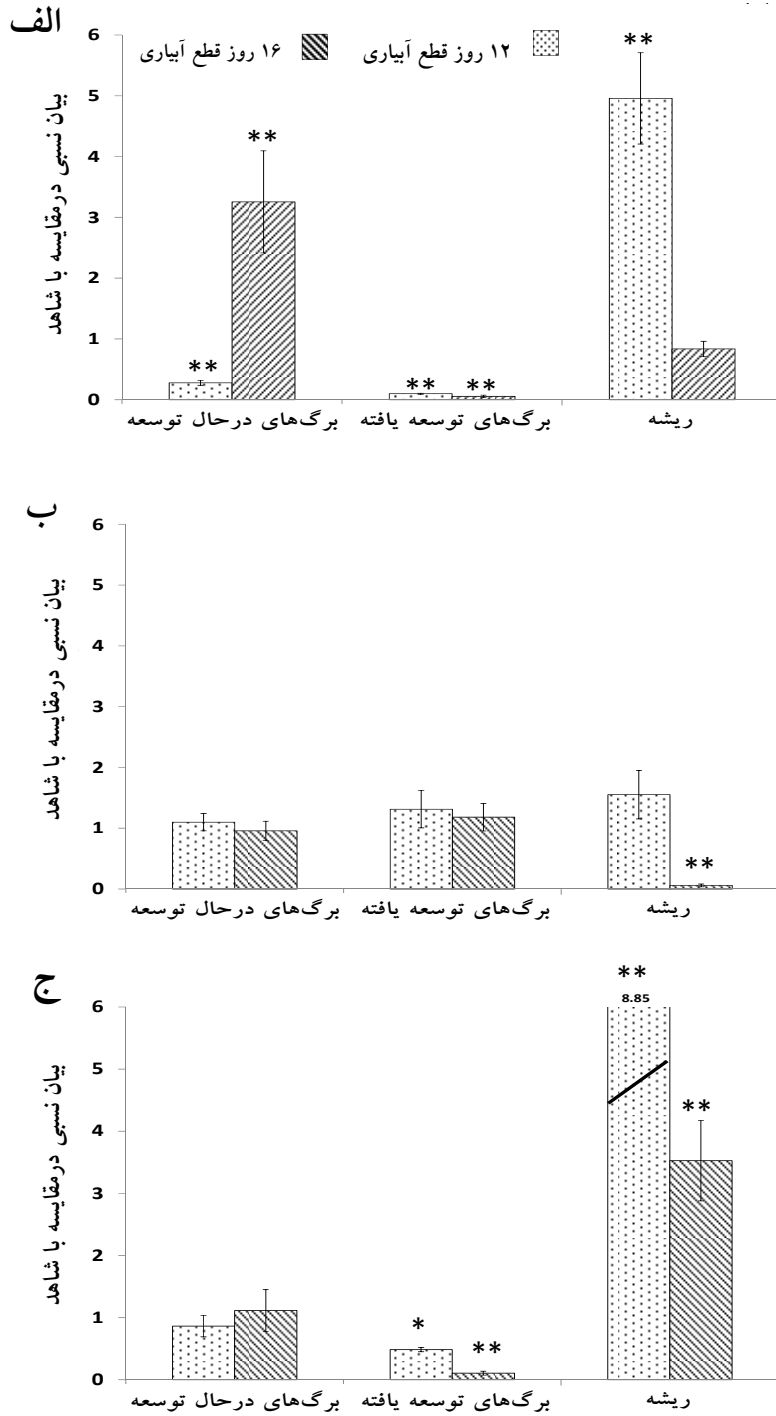 الف
بیان نسبی درمقایسه با شاهد
6
5
4
3
2
1
0
۱۲ روز قطع آبیاری
۱۶ روز قطع آبیاری
**
**
**
**
**
برگ‌های درحال توسعه
برگ‌های توسعه یافته
ریشه
ب
بیان نسبی درمقایسه با شاهد
6
5
4
3
2
1
0
**
برگ‌های درحال توسعه
برگ‌های توسعه یافته
ریشه
ج
بیان نسبی درمقایسه با شاهد
6
5
4
3
2
1
0
**
8.85
**
*
**
برگ‌های درحال توسعه
برگ‌های توسعه یافته
ریشه